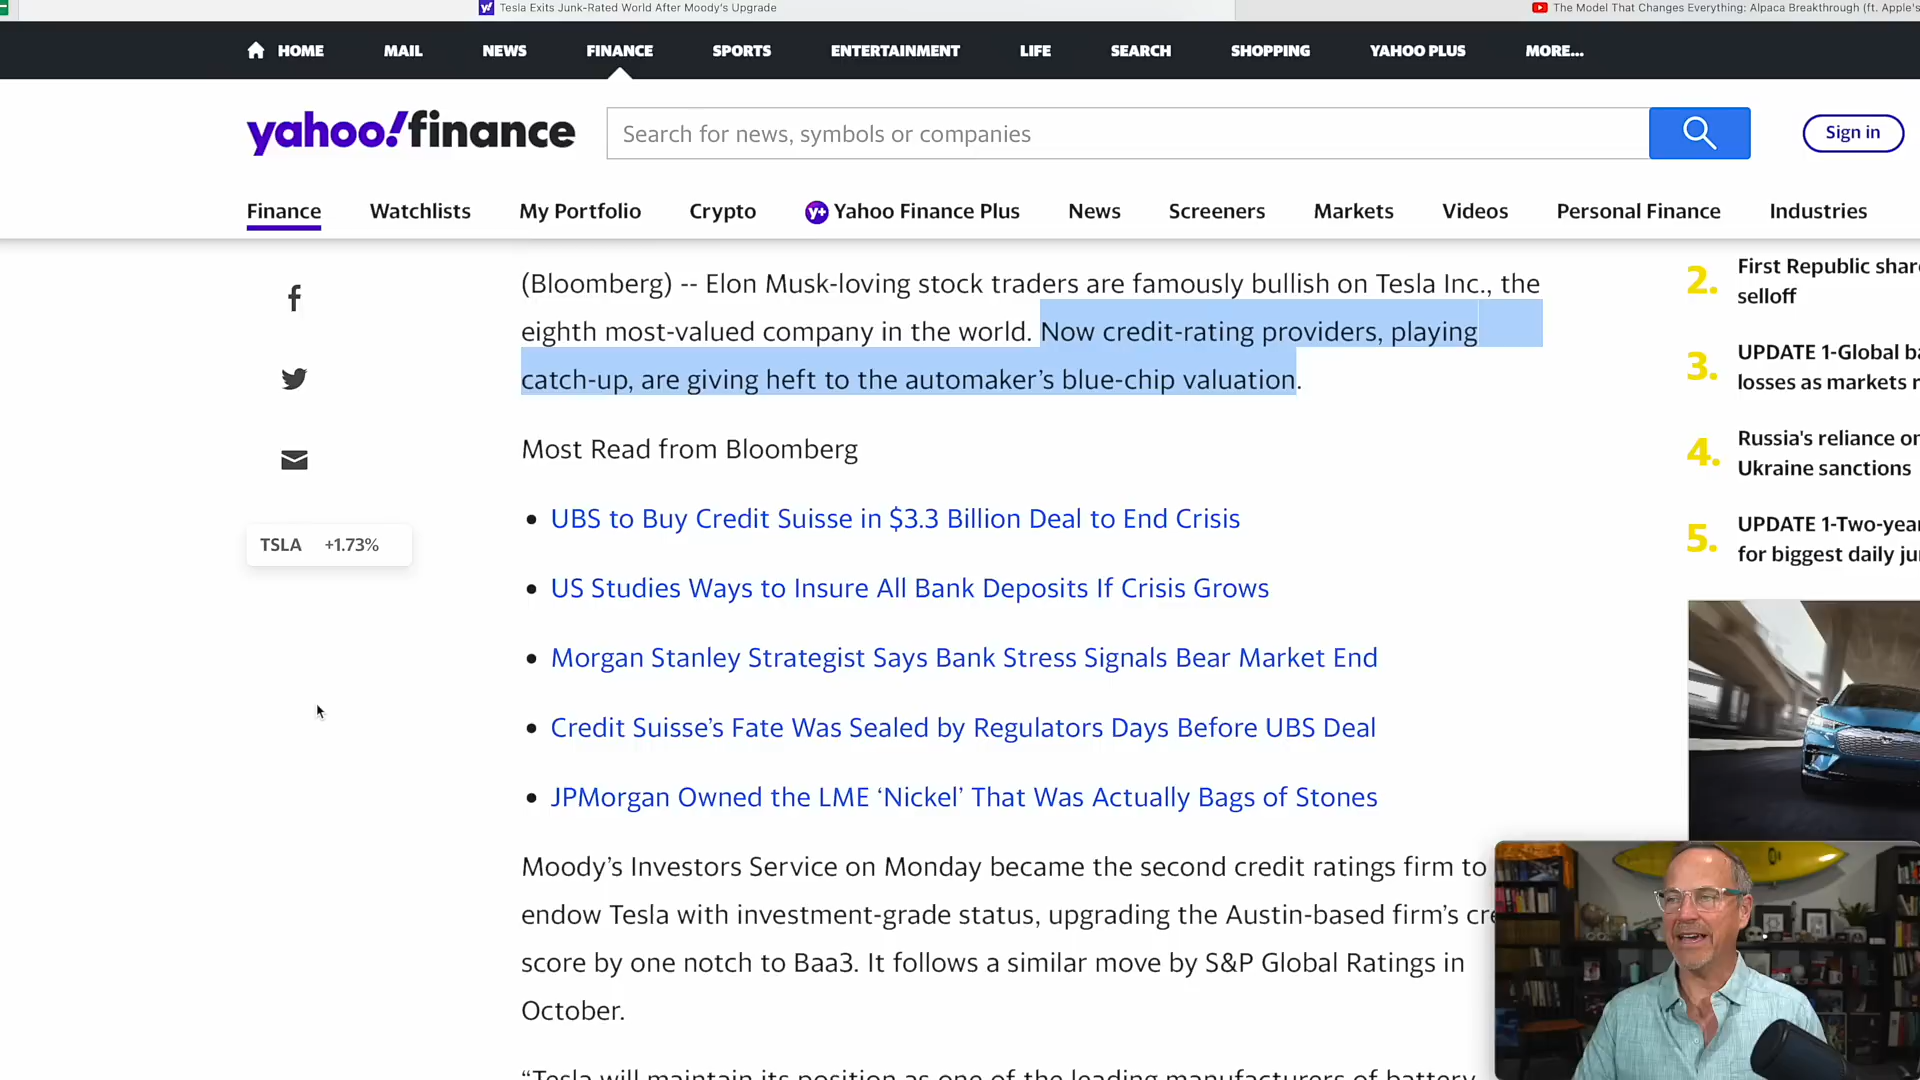 Tesla Exits Junk-Rated World After Moody's Upgrade
The Model That Changes Everything: Alpaca Breakthrough (ft. Apple's
HOME MAIL NEWS FINANCE SPORTS ENTERTAINMENT LIFE SEARCH SHOPPING YAHOO PLUS MORE...
yahoo!finance
Search for news, symbols or companies
Sign in
Finance Watchlists My Portfolio Crypto y+ Yahoo Finance Plus News Screeners Markets Videos Personal Finance Industries
(Bloomberg) -- Elon Musk-loving stock traders are famously bullish on Tesla Inc., the
eighth most-valued company in the world. Now credit-rating providers, playing
catch-up, are giving heft to the automaker’s blue-chip valuation.
Most Read from Bloomberg
• UBS to Buy Credit Suisse in $3.3 Billion Deal to End Crisis
• US Studies Ways to Insure All Bank Deposits If Crisis Grows
• Morgan Stanley Strategist Says Bank Stress Signals Bear Market End
• Credit Suisse’s Fate Was Sealed by Regulators Days Before UBS Deal
• JPMorgan Owned the LME ‘Nickel’ That Was Actually Bags of Stones
Moody’s Investors Service on Monday became the second credit ratings firm to
endow Tesla with investment-grade status, upgrading the Austin-based firm’s cre
score by one notch to Baa3. It follows a similar move by S&P Global Ratings in
October.
“Tesla will maintain its position as one of the leading manufacturers of battery
TSLA +1.73%
2. First Republic shar
selloff
3. UPDATE 1-Global ba
losses as markets r
4. Russia's reliance on
Ukraine sanctions
5. UPDATE 1-Two-yea
for biggest daily ju